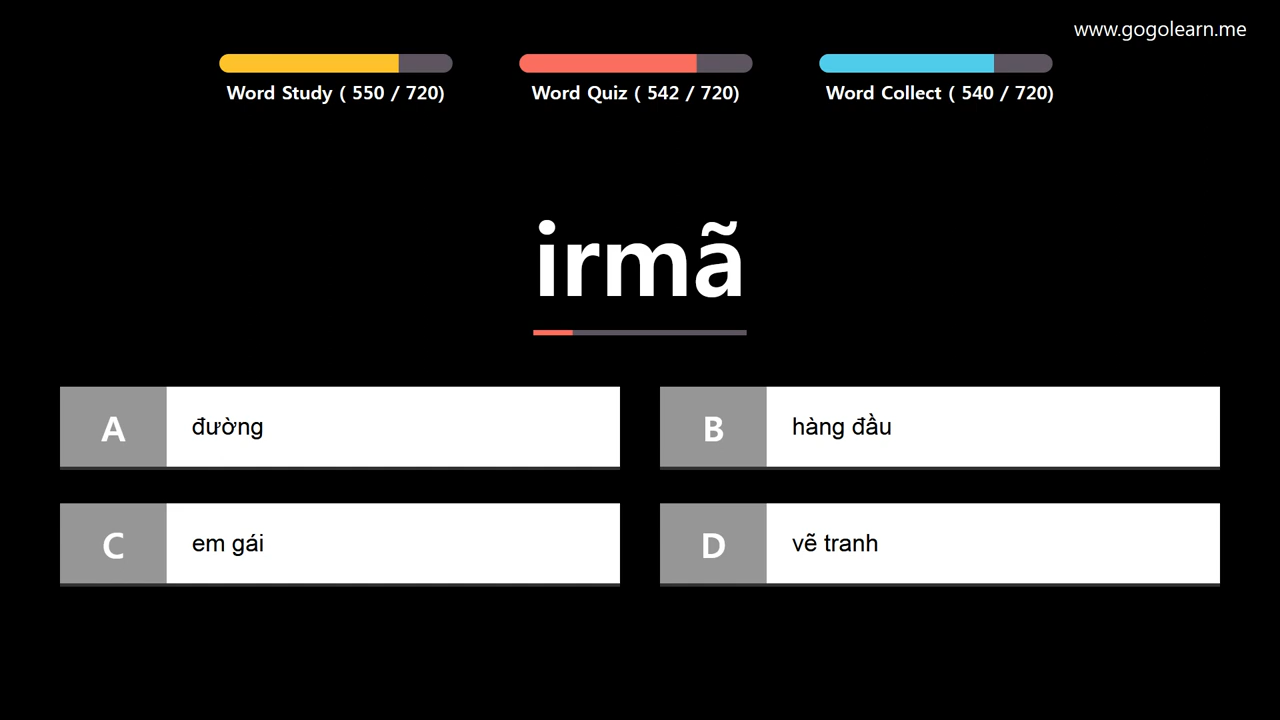 www.gogolearn.me
Word Study ( 550 / 720)
Word Quiz ( 542 / 720)
Word Collect ( 540 / 720)
irmã
A đường
B hàng đầu
C em gái
D vẽ tranh